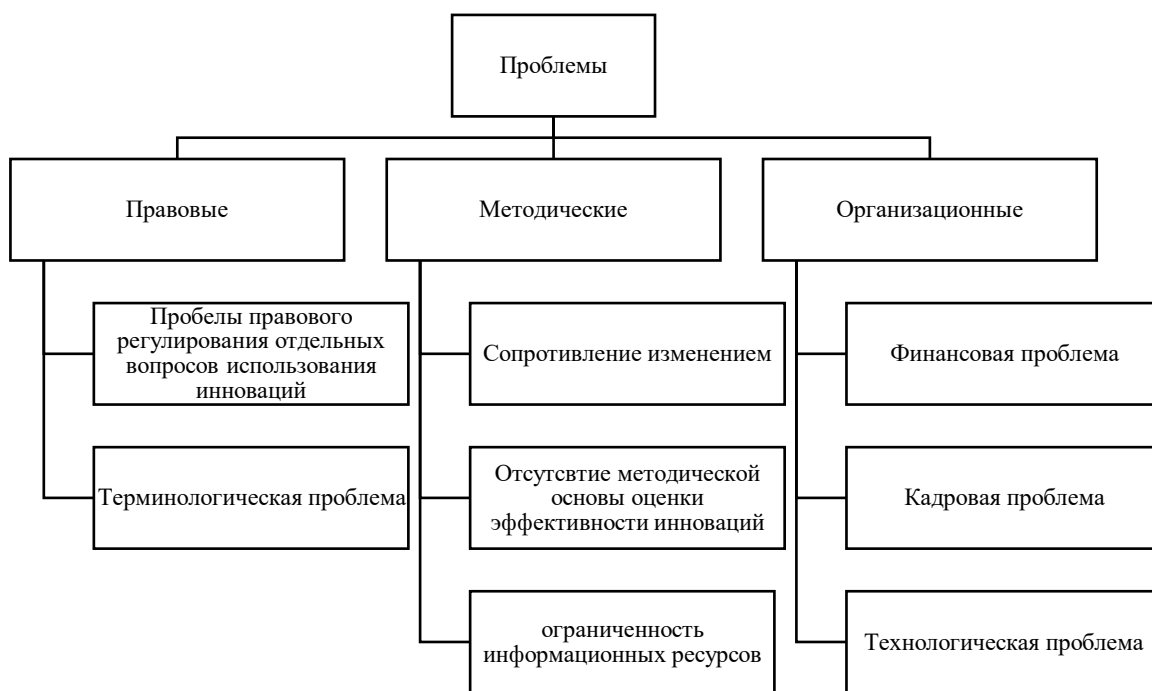 Проблемы
Правовые
Методические
Организационные
Пробелы правового
регулирования отдельных
вопросов использования
инноваций
Сопротивление изменением
Финансовая проблема
Терминологическая проблема
Отсутсвтие методической
основы оценки
эффективности инноваций
Кадровая проблема
ограниченность
информационных ресурсов
Технологическая проблема